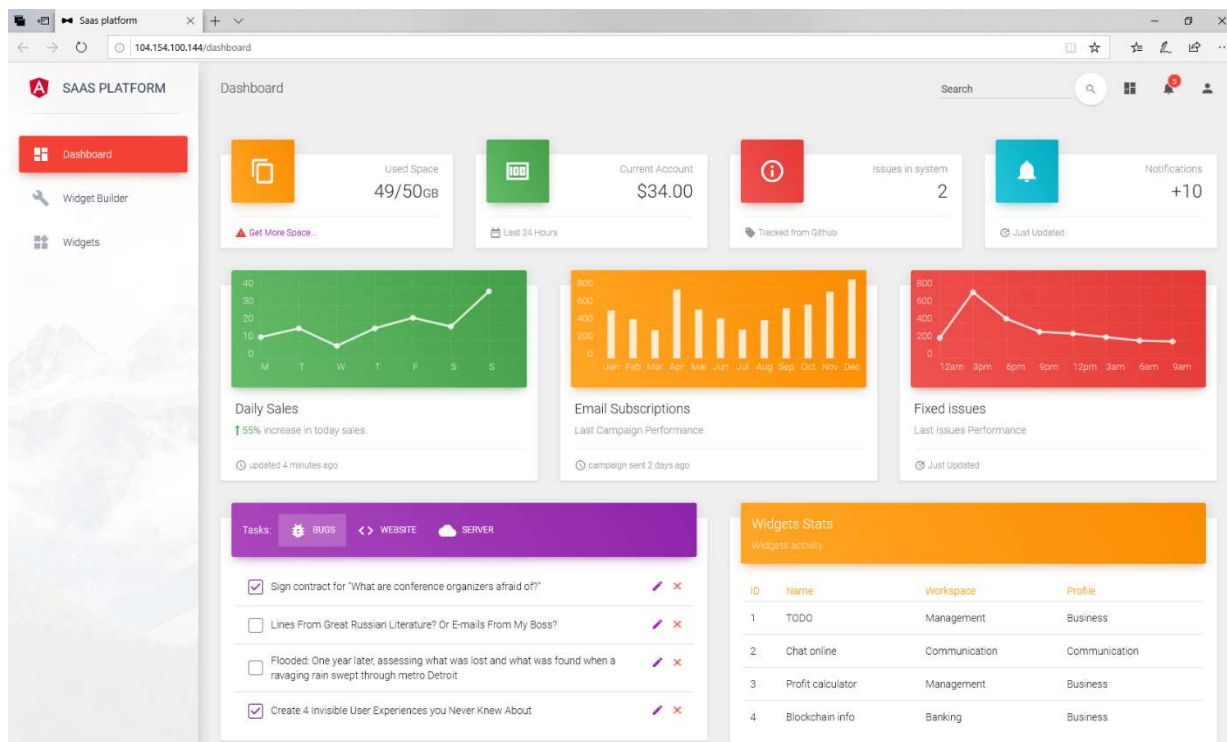 Saas platform
104.154.100.144/dashboard
SAAS PLATFORM
Dashboard
Search
5
Dashboard
Widget Builder
Widgets
Used Space
49/50GB
Get More Space...
Current Account
$34.00
Last 24 Hours
Issues in system
2
Tracked from Github
Notifications
+10
Just Updated
40
30
20
10
0
M T W T F S S
Daily Sales
55% increase in today sales.
updated 4 minutes ago
800
600
400
200
0
Jan Feb Mar Apr Mai Jun Jul Aug Sep Oct Nov Dec
Email Subscriptions
Last Campaign Performance
campaign sent 2 days ago
800
600
400
200
0
12am 3pm 6pm 9pm 12pm 3am 6am 9am
Fixed issues
Last Issues Performance
Just Updated
Tasks: BUGS WEBSITE SERVER
Sign contract for "What are conference organizers afraid of?"
Lines From Great Russian Literature? Or E-mails From My Boss?
Flooded: One year later, assessing what was lost and what was found when a
ravaging rain swept through metro Detroit
Create 4 Invisible User Experiences you Never Knew About
Widgets Stats
Widgets activity
ID Name Workspace Profile
1 TODO Management Business
2 Chat online Communication Communication
3 Profit calculator Management Business
4 Blockchain info Banking Business